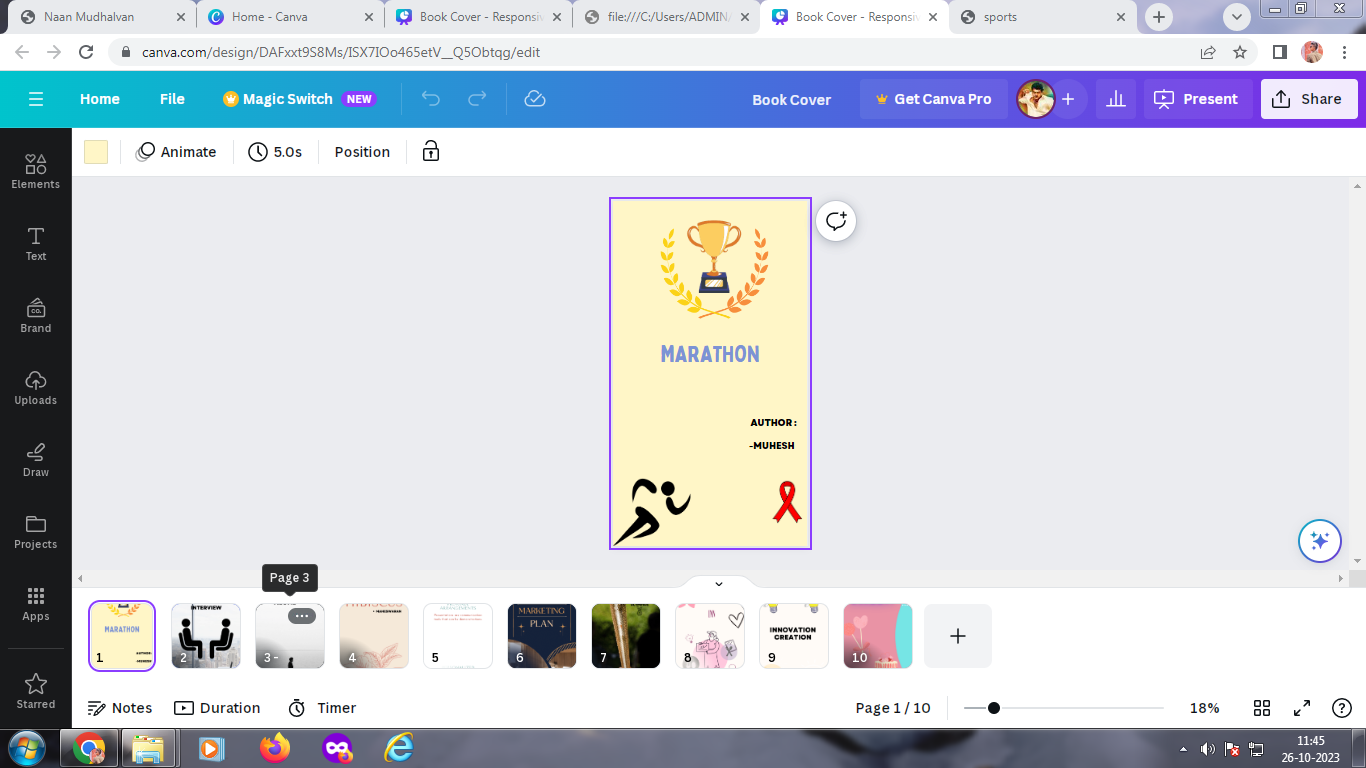 Naan Mudhalvan
Home - Canva
Book Cover - Responsiv
file:///C:/Users/ADMIN/
Book Cover - Responsiv
sports
canva.com/design/DAFxxt9S8Ms/ISX7IOo465etV__Q5Obtqg/edit
Home
File
Magic Switch
NEW
Book Cover
Get Canva Pro
Present
Share
Animate
5.0s
Position
Elements
Text
CO.
Brand
Uploads
Draw
Projects
Apps
Starred
MARATHON
AUTHOR:
-MUHESH
Page 3
MARATHON
AUTHOR:
1
INTERVIEW
2
3 -
4
5
MARKETING
PLAN
6
7
8
INNOVATION
CREATION
9
10
Notes
Duration
Timer
Page 1 / 10
18%
11:45
26-10-2023